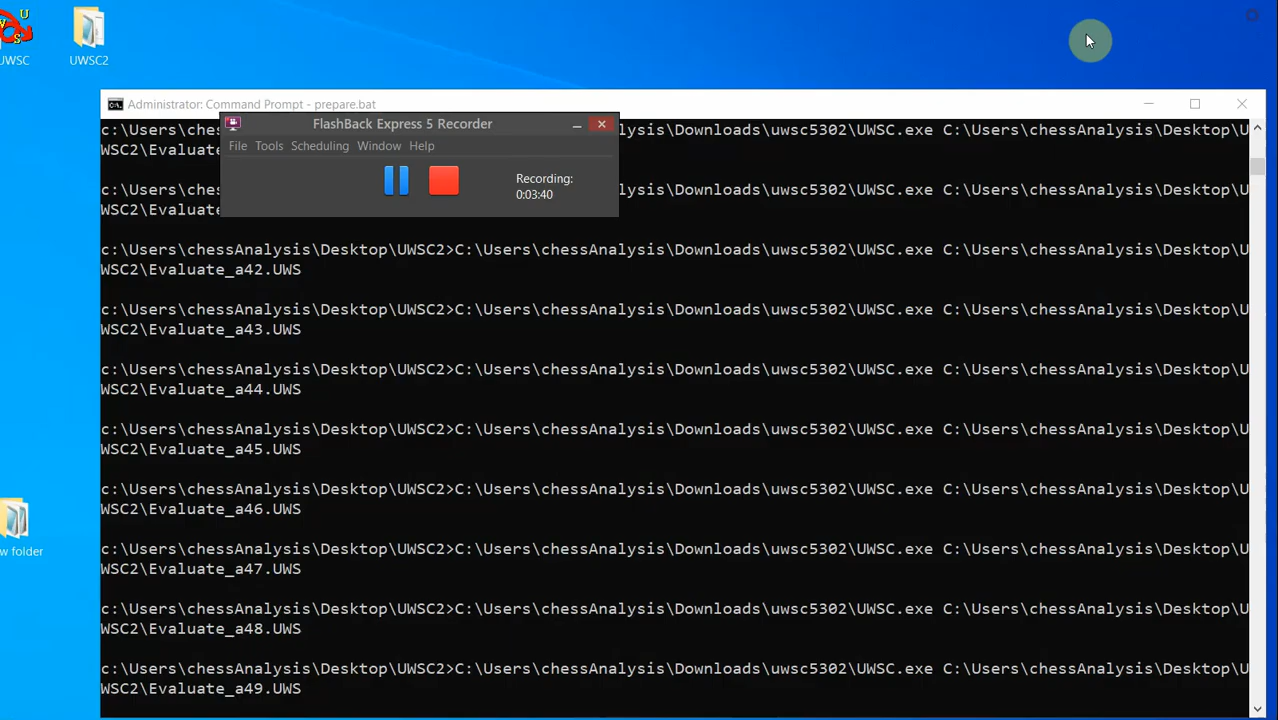 U
S
UWSC
UWSC2
Administrator: Command Prompt - prepare.bat
FlashBack Express 5 Recorder
File Tools Scheduling Window Help
Recording:
0:03:40
c:\Users\ches
lysis\Downloads\uwsc5302\UWSC.exe C:\Users\chessAnalysis\Desktop\U
WSC2\Evaluate_
c:\Users\ches
lysis\Downloads\uwsc5302\UWSC.exe C:\Users\chessAnalysis\Desktop\U
WSC2\Evaluate_
c:\Users\chessAnalysis\Desktop\UWSC2>C:\Users\chessAnalysis\Downloads\uwsc5302\UWSC.exe C:\Users\chessAnalysis\Desktop\U
WSC2\Evaluate_a42.UWS
c:\Users\chessAnalysis\Desktop\UWSC2>C:\Users\chessAnalysis\Downloads\uwsc5302\UWSC.exe C:\Users\chessAnalysis\Desktop\U
WSC2\Evaluate_a43.UWS
c:\Users\chessAnalysis\Desktop\UWSC2>C:\Users\chessAnalysis\Downloads\uwsc5302\UWSC.exe C:\Users\chessAnalysis\Desktop\U
WSC2\Evaluate_a44.UWS
c:\Users\chessAnalysis\Desktop\UWSC2>C:\Users\chessAnalysis\Downloads\uwsc5302\UWSC.exe C:\Users\chessAnalysis\Desktop\U
WSC2\Evaluate_a45.UWS
c:\Users\chessAnalysis\Desktop\UWSC2>C:\Users\chessAnalysis\Downloads\uwsc5302\UWSC.exe C:\Users\chessAnalysis\Desktop\U
WSC2\Evaluate_a46.UWS
c:\Users\chessAnalysis\Desktop\UWSC2>C:\Users\chessAnalysis\Downloads\uwsc5302\UWSC.exe C:\Users\chessAnalysis\Desktop\U
WSC2\Evaluate_a47.UWS
w folder
c:\Users\chessAnalysis\Desktop\UWSC2>C:\Users\chessAnalysis\Downloads\uwsc5302\UWSC.exe C:\Users\chessAnalysis\Desktop\U
WSC2\Evaluate_a48.UWS
c:\Users\chessAnalysis\Desktop\UWSC2>C:\Users\chessAnalysis\Downloads\uwsc5302\UWSC.exe C:\Users\chessAnalysis\Desktop\U
WSC2\Evaluate_a49.UWS